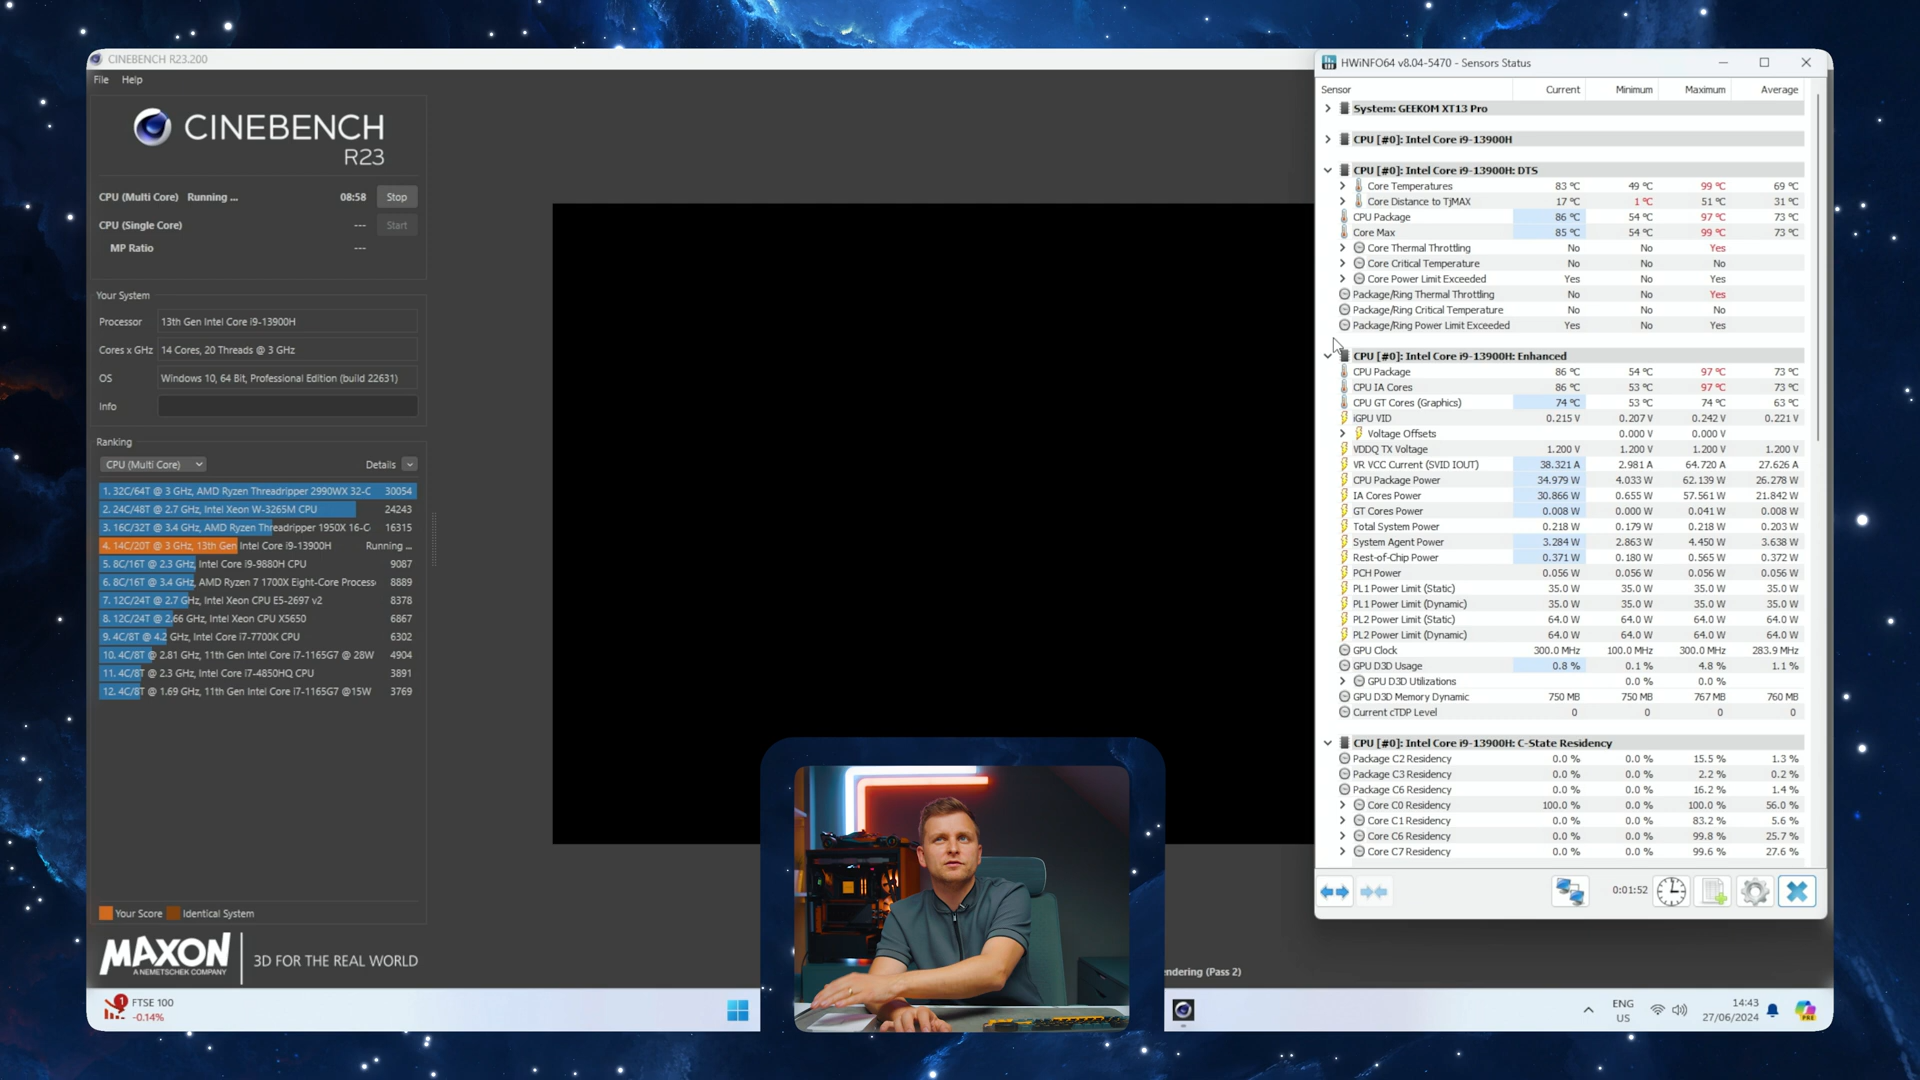 CINEBENCH R23.200
File Help
CINEBENCH
R23
CPU (Multi Core) Running ... 08:58 Stop
CPU (Single Core) --- Start
MP Ratio ---
Your System
Processor 13th Gen Intel Core i9-13900H
Cores x GHz 14 Cores, 20 Threads @ 3 GHz
OS Windows 10, 64 Bit, Professional Edition (build 22631)
Info
Ranking
CPU (Multi Core) Details
1. 32C/64T @ 3 GHz, AMD Ryzen Threadripper 2990WX 32-C 30054
2. 24C/48T @ 2.7 GHz, Intel Xeon W-3265M CPU 24243
3. 16C/32T @ 3.4 GHz, AMD Ryzen Threadripper 1950X 16-C 16315
4. 14C/20T @ 3 GHz, 13th Gen Intel Core i9-13900H Running ...
5. 8C/16T @ 2.3 GHz, Intel Core i9-9880H CPU 9087
6. 8C/16T @ 3.4 GHz, AMD Ryzen 7 1700X Eight-Core Process 8889
7. 12C/24T @ 2.7 GHz, Intel Xeon CPU E5-2697 v2 8378
8. 12C/24T @ 2.66 GHz, Intel Xeon CPU X5650 6867
9. 4C/8T @ 4.2 GHz, Intel Core i7-7700K CPU 6302
10. 4C/8T @ 2.81 GHz, 11th Gen Intel Core i7-1165G7 @ 28W 4904
11. 4C/8T @ 2.3 GHz, Intel Core i7-4850HQ CPU 3891
12. 4C/8T @ 1.69 GHz, 11th Gen Intel Core i7-1165G7 @15W 3769
Your Score Identical System
MAXON 3D FOR THE REAL WORLD
A NEMETSCHEK COMPANY
endering (Pass 2)
HWiNFO64 v8.04-5470 - Sensors Status
Sensor Current Minimum Maximum Average
System: GEEKOM XT13 Pro
CPU [#0]: Intel Core i9-13900H
CPU [#0]: Intel Core i9-13900H: DTS
Core Temperatures 83 °C 49 °C 99 °C 69 °C
Core Distance to TjMAX 17 °C 1 °C 51 °C 31 °C
CPU Package 86 °C 54 °C 97 °C 73 °C
Core Max 85 °C 54 °C 99 °C 73 °C
Core Thermal Throttling No No Yes
Core Critical Temperature No No No
Core Power Limit Exceeded Yes No Yes
Package/Ring Thermal Throttling No No Yes
Package/Ring Critical Temperature No No No
Package/Ring Power Limit Exceeded Yes No Yes
CPU [#0]: Intel Core i9-13900H: Enhanced
CPU Package 86 °C 54 °C 97 °C 73 °C
CPU IA Cores 86 °C 53 °C 97 °C 73 °C
CPU GT Cores (Graphics) 74 °C 53 °C 74 °C 63 °C
iGPU VID 0.215 V 0.207 V 0.242 V 0.221 V
Voltage Offsets 0.000 V 0.000 V
VDDQ TX Voltage 1.200 V 1.200 V 1.200 V 1.200 V
VR VCC Current (SVID IOUT) 38.321 A 2.981 A 64.720 A 27.626 A
CPU Package Power 34.979 W 4.033 W 62.139 W 26.278 W
IA Cores Power 30.866 W 0.655 W 57.561 W 21.842 W
GT Cores Power 0.008 W 0.000 W 0.041 W 0.008 W
Total System Power 0.218 W 0.179 W 0.218 W 0.203 W
System Agent Power 3.284 W 2.863 W 4.450 W 3.638 W
Rest-of-Chip Power 0.371 W 0.180 W 0.565 W 0.372 W
PCH Power 0.056 W 0.056 W 0.056 W 0.056 W
PL1 Power Limit (Static) 35.0 W 35.0 W 35.0 W 35.0 W
PL1 Power Limit (Dynamic) 35.0 W 35.0 W 35.0 W 35.0 W
PL2 Power Limit (Static) 64.0 W 64.0 W 64.0 W 64.0 W
PL2 Power Limit (Dynamic) 64.0 W 64.0 W 64.0 W 64.0 W
GPU Clock 300.0 MHz 100.0 MHz 300.0 MHz 283.9 MHz
GPU D3D Usage 0.8 % 0.1 % 4.8 % 1.1 %
GPU D3D Utilizations 0.0 % 0.0 %
GPU D3D Memory Dynamic 750 MB 750 MB 767 MB 760 MB
Current cTDP Level 0 0 0 0
CPU [#0]: Intel Core i9-13900H: C-State Residency
Package C2 Residency 0.0 % 0.0 % 15.5 % 1.3 %
Package C3 Residency 0.0 % 0.0 % 2.2 % 0.2 %
Package C6 Residency 0.0 % 0.0 % 16.2 % 1.4 %
Core C0 Residency 100.0 % 0.0 % 100.0 % 56.0 %
Core C1 Residency 0.0 % 0.0 % 83.2 % 5.6 %
Core C6 Residency 0.0 % 0.0 % 99.8 % 25.7 %
Core C7 Residency 0.0 % 0.0 % 99.6 % 27.6 %
0:01:52
1 FTSE 100
-0.14%
ENG
US
14:43
27/06/2024
PRE